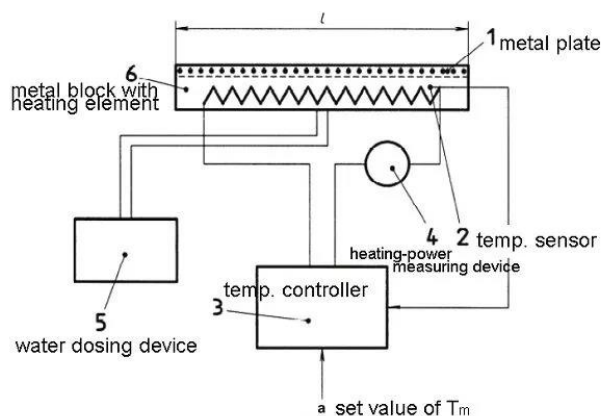 l
1 metal plate
6
metal block with
heating element
4 2 temp. sensor
heating-power
measuring device
temp. controller
3
5
water dosing device
a set value of Tm